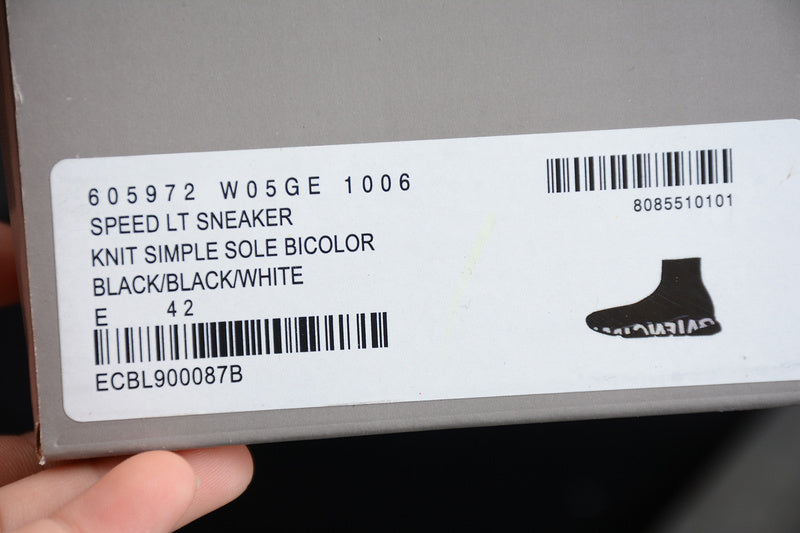 605972 W05GE 1006
SPEED LT SNEAKER
KNIT SIMPLE SOLE BICOLOR
BLACK/BLACK/WHITE
E 42
ECBL900087B
8085510101